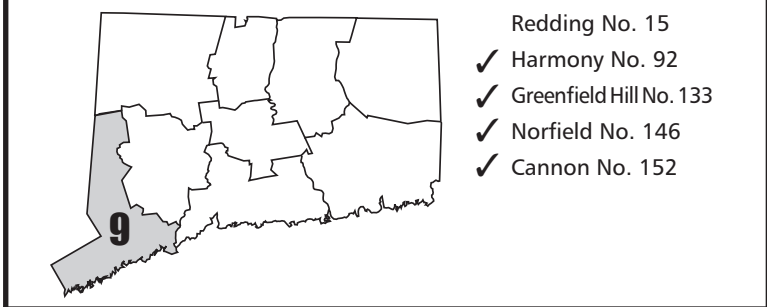 Redding No. 15
✓ Harmony No. 92
✓ Greenfield Hill No. 133
✓ Norfield No. 146
✓ Cannon No. 152
9